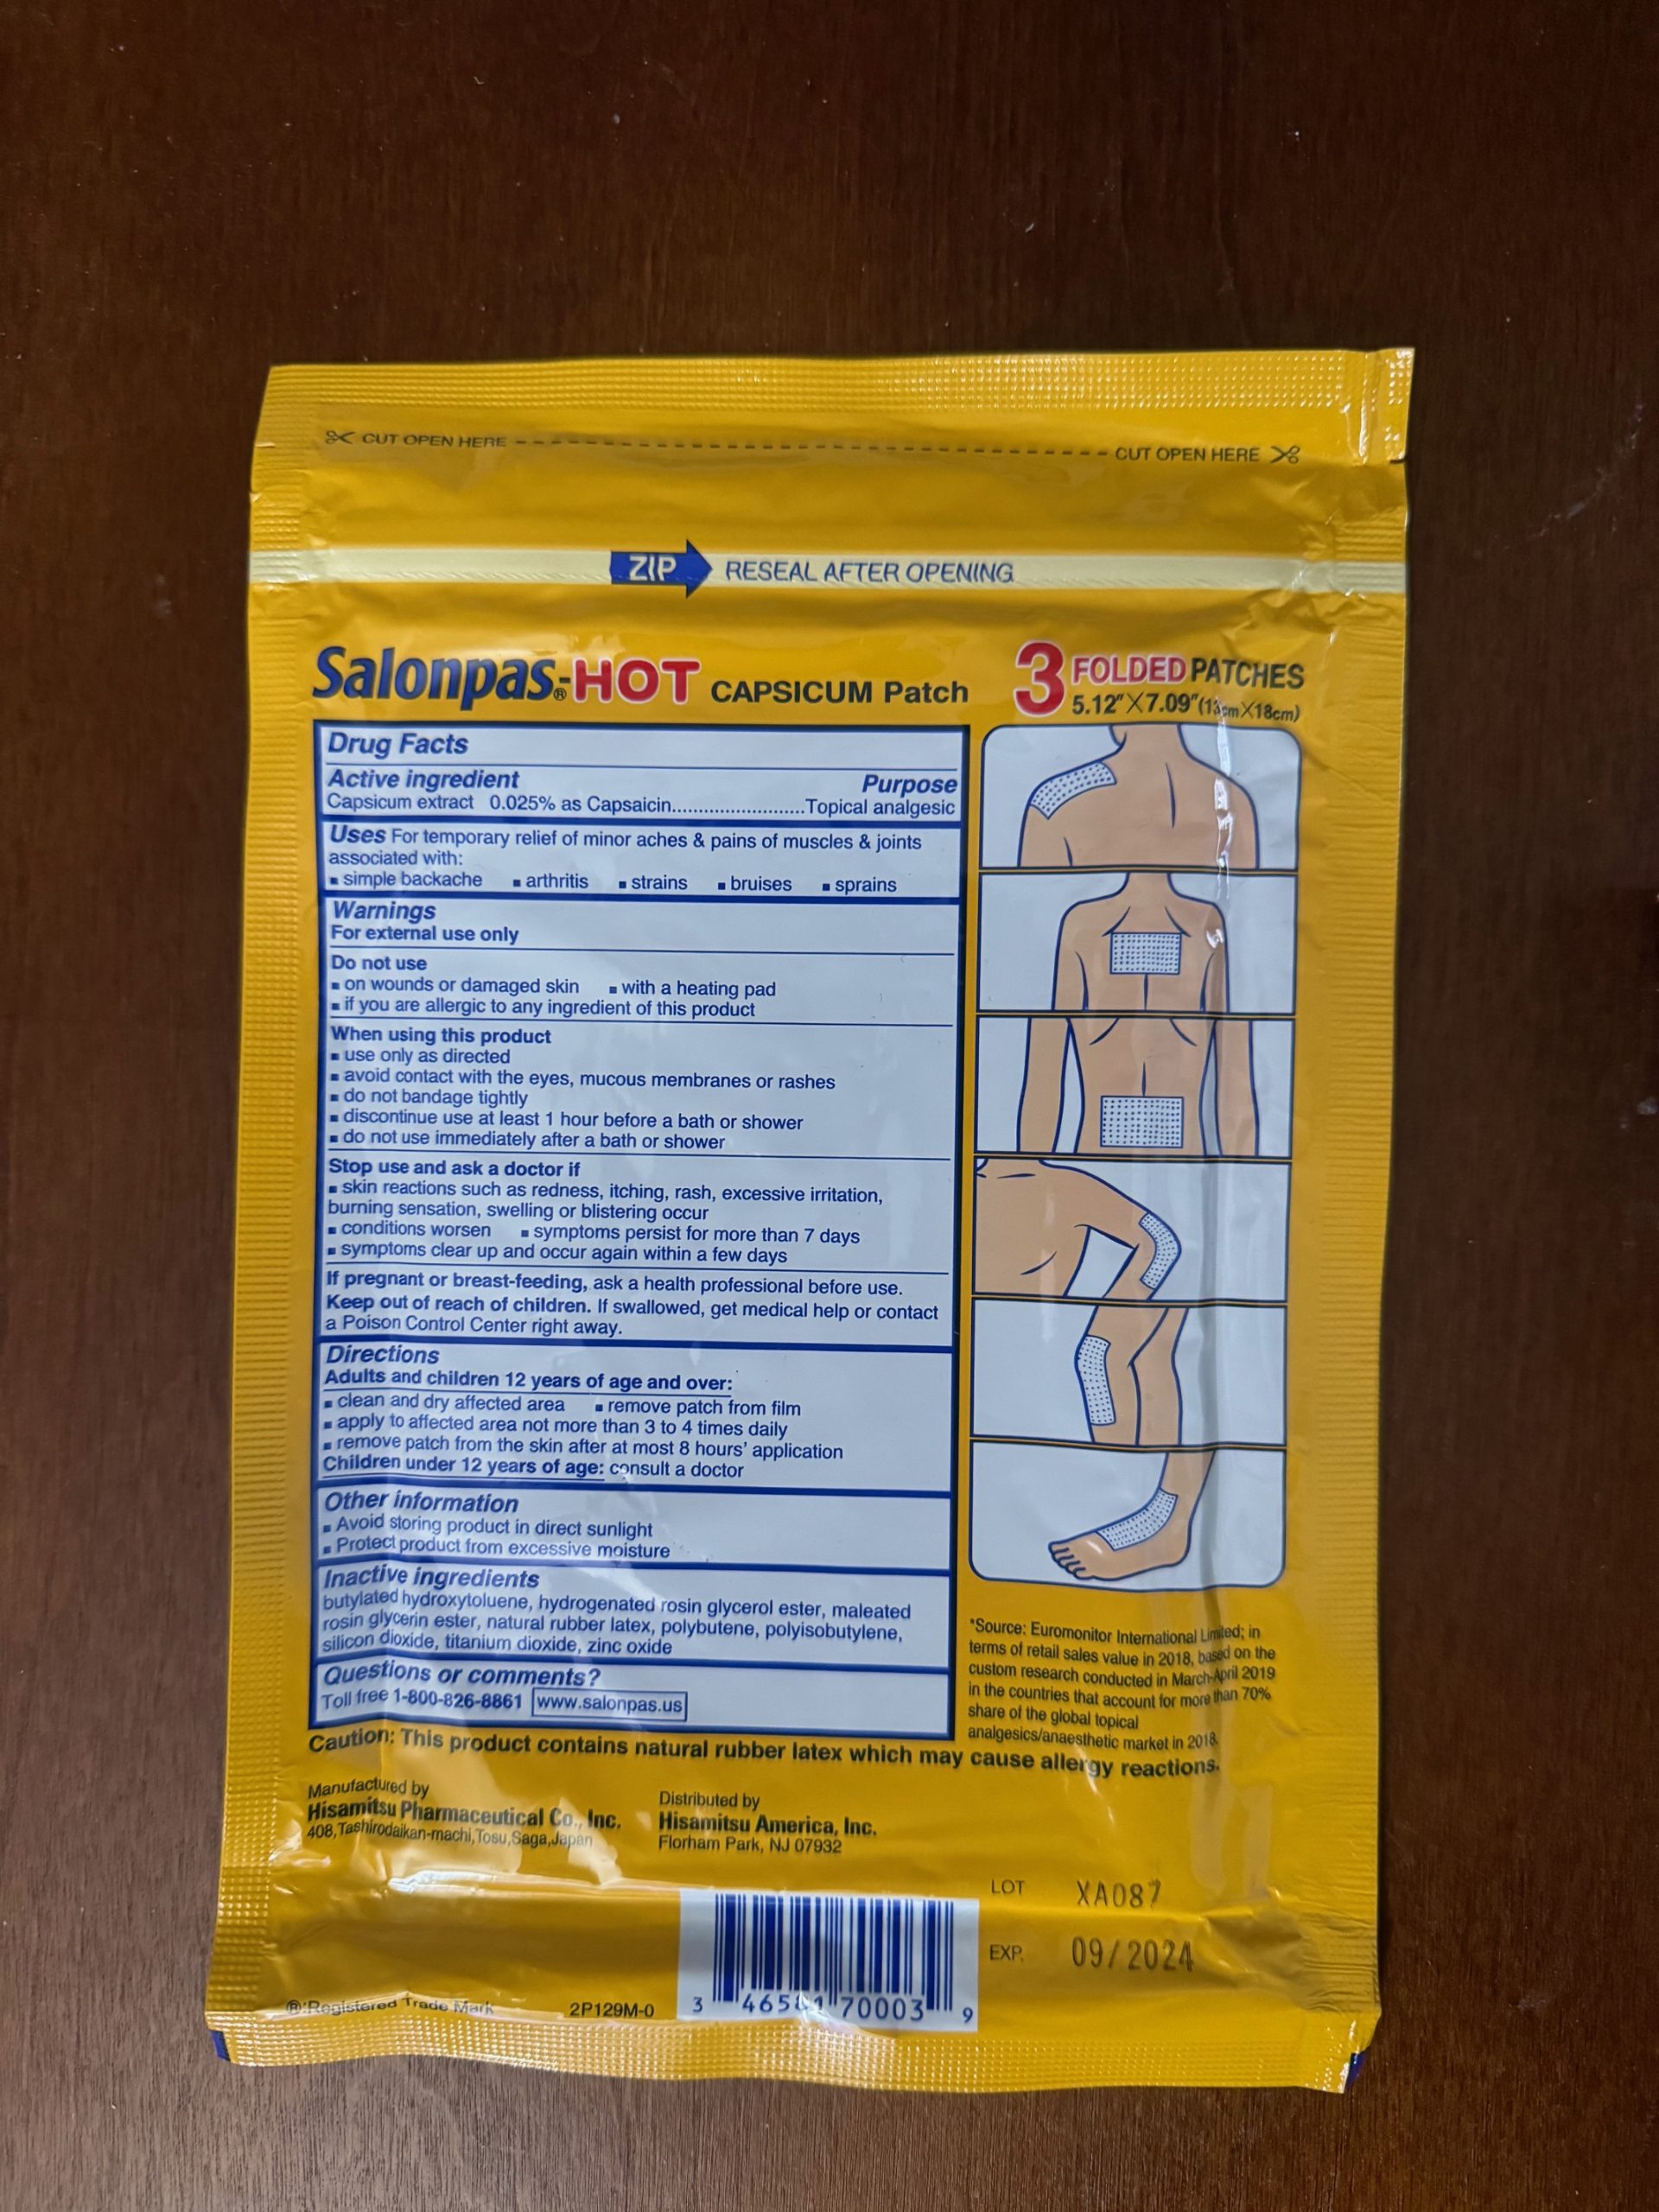 CUT OPEN HERE
CUT OPEN HERE
ZIP RESEAL AFTER OPENING
Salonpas®-HOT CAPSICUM Patch
3 FOLDED PATCHES
5.12"X7.09"(13cmX18cm)
Drug Facts
Active ingredient Purpose
Capsicum extract 0.025% as Capsaicin.........................Topical analgesic
Uses For temporary relief of minor aches & pains of muscles & joints
associated with:
▪ simple backache ▪ arthritis ▪ strains ▪ bruises ▪ sprains
Warnings
For external use only
Do not use
▪ on wounds or damaged skin ▪ with a heating pad
▪ if you are allergic to any ingredient of this product
When using this product
▪ use only as directed
▪ avoid contact with the eyes, mucous membranes or rashes
▪ do not bandage tightly
▪ discontinue use at least 1 hour before a bath or shower
▪ do not use immediately after a bath or shower
Stop use and ask a doctor if
▪ skin reactions such as redness, itching, rash, excessive irritation,
burning sensation, swelling or blistering occur
▪ conditions worsen ▪ symptoms persist for more than 7 days
▪ symptoms clear up and occur again within a few days
If pregnant or breast-feeding, ask a health professional before use.
Keep out of reach of children. If swallowed, get medical help or contact
a Poison Control Center right away.
Directions
Adults and children 12 years of age and over:
▪ clean and dry affected area ▪ remove patch from film
▪ apply to affected area not more than 3 to 4 times daily
▪ remove patch from the skin after at most 8 hours' application
Children under 12 years of age: consult a doctor
Other information
▪ Avoid storing product in direct sunlight
▪ Protect product from excessive moisture
Inactive ingredients
butylated hydroxytoluene, hydrogenated rosin glycerol ester, maleated
rosin glycerin ester, natural rubber latex, polybutene, polyisobutylene,
silicon dioxide, titanium dioxide, zinc oxide
Questions or comments?
Toll free 1-800-826-8861 www.salonpas.us
*Source: Euromonitor International Limited; in
terms of retail sales value in 2018, based on the
custom research conducted in March-April 2019
in the countries that account for more than 70%
share of the global topical
analgesics/anaesthetic market in 2018.
Caution: This product contains natural rubber latex which may cause allergy reactions.
Manufactured by
Hisamitsu Pharmaceutical Co., Inc.
408,Tashirodaikan-machi,Tosu,Saga,Japan
Distributed by
Hisamitsu America, Inc.
Florham Park, NJ 07932
LOT XA087
EXP. 09/2024
®:Registered Trade Mark 2P129M-0
3 46581 70003 9